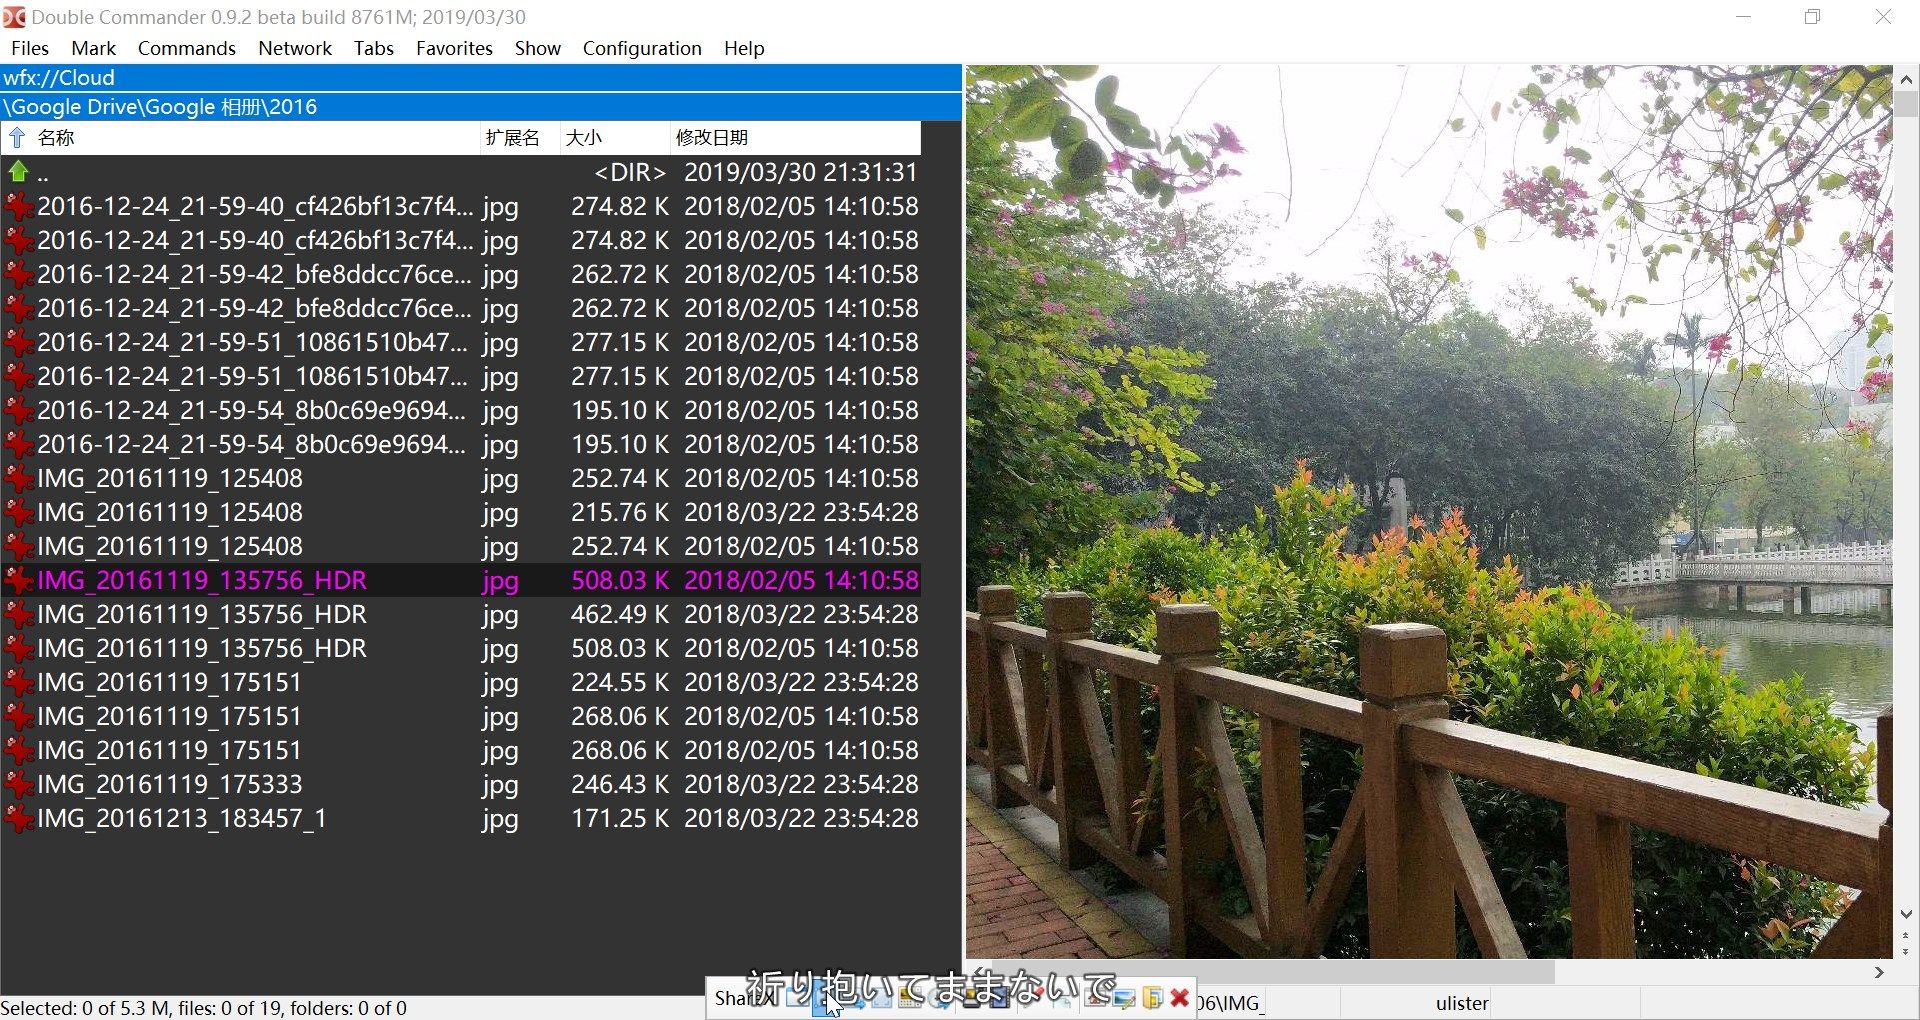 Double Commander 0.9.2 beta build 8761M; 2019/03/30
Files Mark Commands Network Tabs Favorites Show Configuration Help
wfx://Cloud
\Google Drive\Google 相册\2016
名称 扩展名 大小 修改日期
.. <DIR> 2019/03/30 21:31:31
2016-12-24_21-59-40_cf426bf13c7f4... jpg 274.82 K 2018/02/05 14:10:58
2016-12-24_21-59-40_cf426bf13c7f4... jpg 274.82 K 2018/02/05 14:10:58
2016-12-24_21-59-42_bfe8ddcc76ce... jpg 262.72 K 2018/02/05 14:10:58
2016-12-24_21-59-42_bfe8ddcc76ce... jpg 262.72 K 2018/02/05 14:10:58
2016-12-24_21-59-51_10861510b47... jpg 277.15 K 2018/02/05 14:10:58
2016-12-24_21-59-51_10861510b47... jpg 277.15 K 2018/02/05 14:10:58
2016-12-24_21-59-54_8b0c69e9694... jpg 195.10 K 2018/02/05 14:10:58
2016-12-24_21-59-54_8b0c69e9694... jpg 195.10 K 2018/02/05 14:10:58
IMG_20161119_125408 jpg 252.74 K 2018/02/05 14:10:58
IMG_20161119_125408 jpg 215.76 K 2018/03/22 23:54:28
IMG_20161119_125408 jpg 252.74 K 2018/02/05 14:10:58
IMG_20161119_135756_HDR jpg 508.03 K 2018/02/05 14:10:58
IMG_20161119_135756_HDR jpg 462.49 K 2018/03/22 23:54:28
IMG_20161119_135756_HDR jpg 508.03 K 2018/02/05 14:10:58
IMG_20161119_175151 jpg 224.55 K 2018/03/22 23:54:28
IMG_20161119_175151 jpg 268.06 K 2018/02/05 14:10:58
IMG_20161119_175151 jpg 268.06 K 2018/02/05 14:10:58
IMG_20161119_175333 jpg 246.43 K 2018/03/22 23:54:28
IMG_20161213_183457_1 jpg 171.25 K 2018/03/22 23:54:28
祈り抱いてままないで
Selected: 0 of 5.3 M, files: 0 of 19, folders: 0 of 0
06\IMG_ ulister